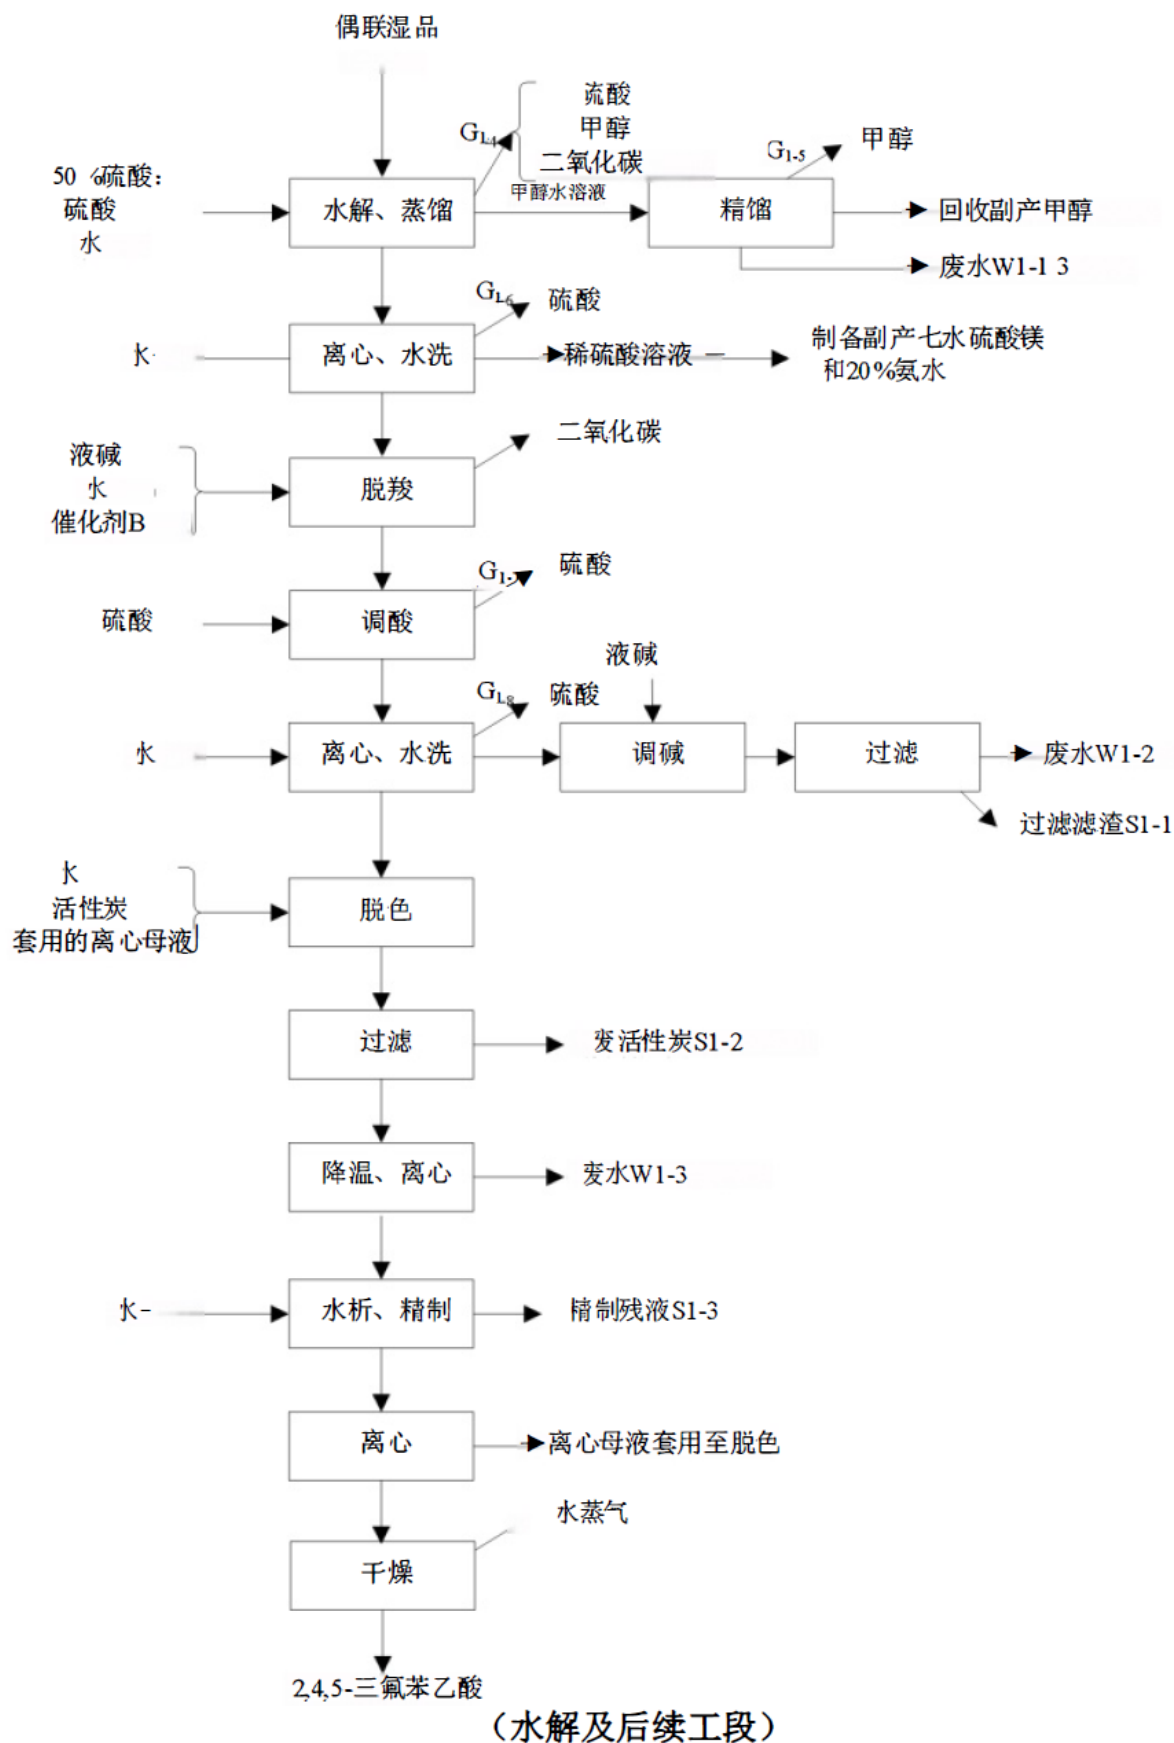 偶联湿品
硫酸
甲醇
二氧化碳
G1-4
G1-5
甲醇
50 %硫酸：
硫酸
水
水解、蒸馏
甲醇水溶液
精馏
回收副产甲醇
废水W1-1 3
G1-6
硫酸
水
离心、水洗
稀硫酸溶液
制备副产七水硫酸镁
和20%氨水
二氧化碳
液碱
水
催化剂B
脱羧
G1-
硫酸
硫酸
调酸
液碱
G1-8
硫酸
水
离心、水洗
调碱
过滤
废水W1-2
过滤滤渣S1-1
水
活性炭
套用的离心母液
脱色
过滤
废活性炭S1-2
降温、离心
废水W1-3
水
水析、精制
精制残液S1-3
离心
离心母液套用至脱色
水蒸气
干燥
2,4,5-三氟苯乙酸
（水解及后续工段）